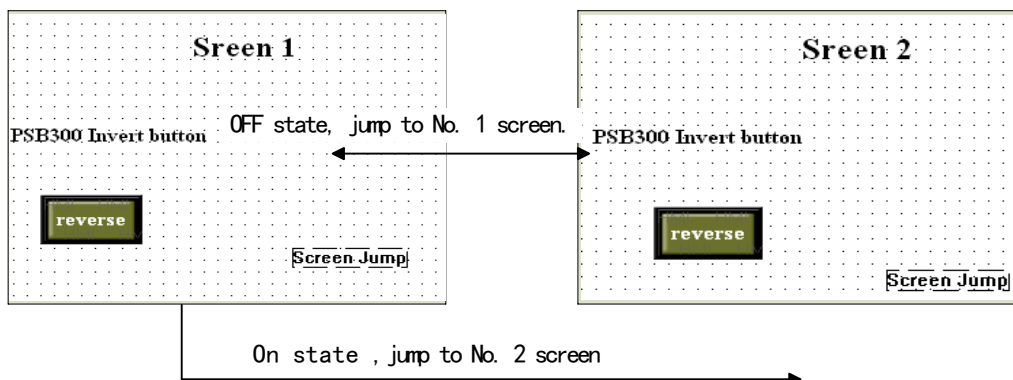 Sreen 1
PSB300 Invert button
reverse
Screen Jump
OFF state, jump to No. 1 screen.
Sreen 2
PSB300 Invert button
reverse
Screen Jump
On state , jump to No. 2 screen